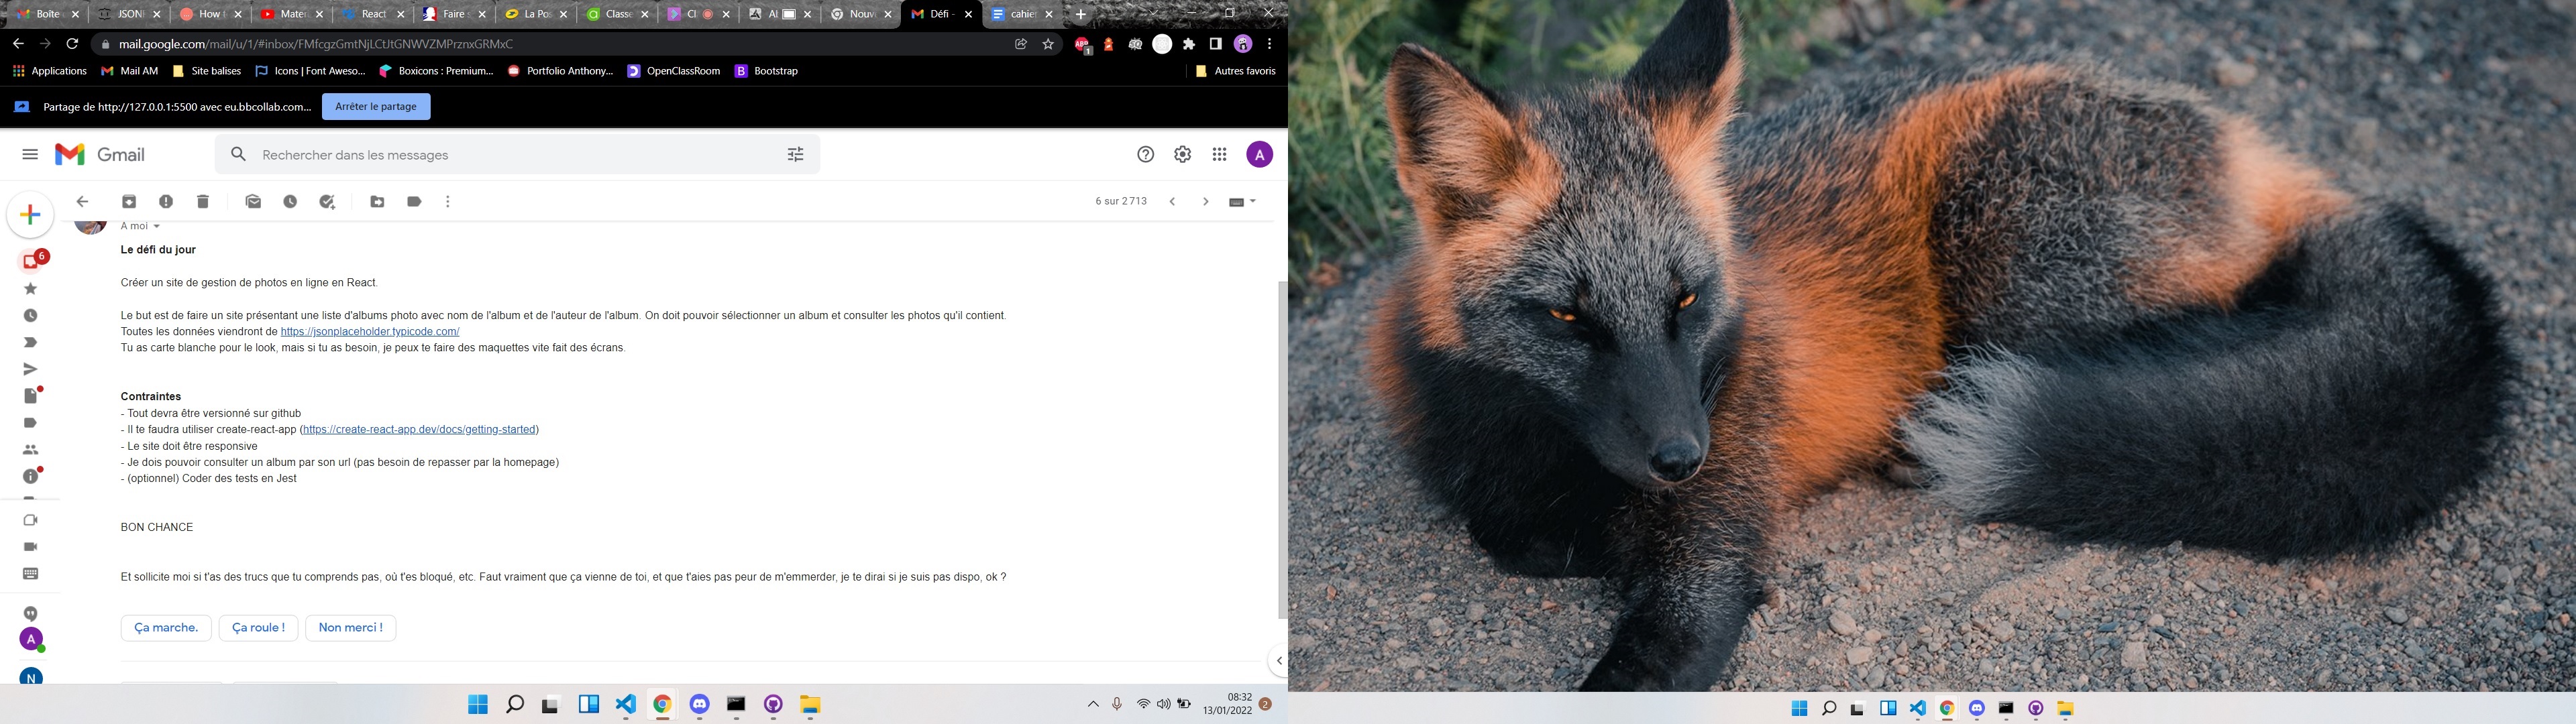 Boîte
JSON
How t
Mater
React
Faire
La Po
Classe
Cl
Al
Nouv
Défi -
cahie
mail.google.com/mail/u/1/#inbox/FMfcgzGmtNjLCtJtGNWVZMPrznxGRMxC
ABP
1
Applications
Mail AM
Site balises
Icons | Font Aweso...
Boxicons : Premium...
Portfolio Anthony...
OpenClassRoom
B
Bootstrap
Autres favoris
Partage de http://127.0.0.1:5500 avec eu.bbcollab.com...
Arrêter le partage
Gmail
Rechercher dans les messages
A
6 sur 2 713
6
À moi
Le défi du jour
Créer un site de gestion de photos en ligne en React.
Le but est de faire un site présentant une liste d'albums photo avec nom de l'album et de l'auteur de l'album. On doit pouvoir sélectionner un album et consulter les photos qu'il contient.
Toutes les données viendront de https://jsonplaceholder.typicode.com/
Tu as carte blanche pour le look, mais si tu as besoin, je peux te faire des maquettes vite fait des écrans.
Contraintes
- Tout devra être versionné sur github
- Il te faudra utiliser create-react-app (https://create-react-app.dev/docs/getting-started)
- Le site doit être responsive
- Je dois pouvoir consulter un album par son url (pas besoin de repasser par la homepage)
- (optionnel) Coder des tests en Jest
BON CHANCE
Et sollicite moi si t'as des trucs que tu comprends pas, où t'es bloqué, etc. Faut vraiment que ça vienne de toi, et que t'aies pas peur de m'emmerder, je te dirai si je suis pas dispo, ok ?
Ça marche.
Ça roule !
Non merci !
A
N
08:32
13/01/2022
2